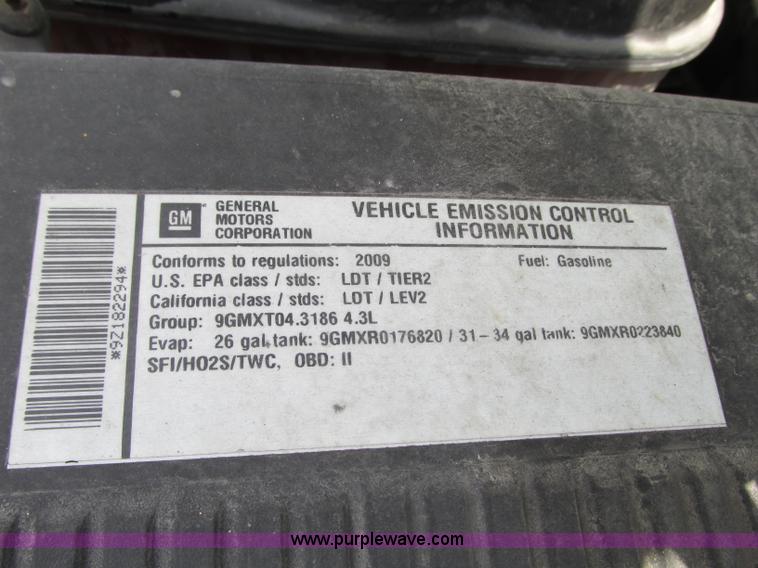 GM
GENERAL
MOTORS
CORPORATION
VEHICLE EMISSION CONTROL
INFORMATION
Conforms to regulations: 2009 Fuel: Gasoline
U.S. EPA class / stds: LDT / TIER2
California class / stds: LDT / LEV2
Group: 9GMXT04.3186 4.3L
Evap: 26 gal tank: 9GMXR0176820 / 31-34 gal tank: 9GMXR0223840
SFI/HO2S/TWC, OBD: II
*9Z182294*
www.purplewave.com